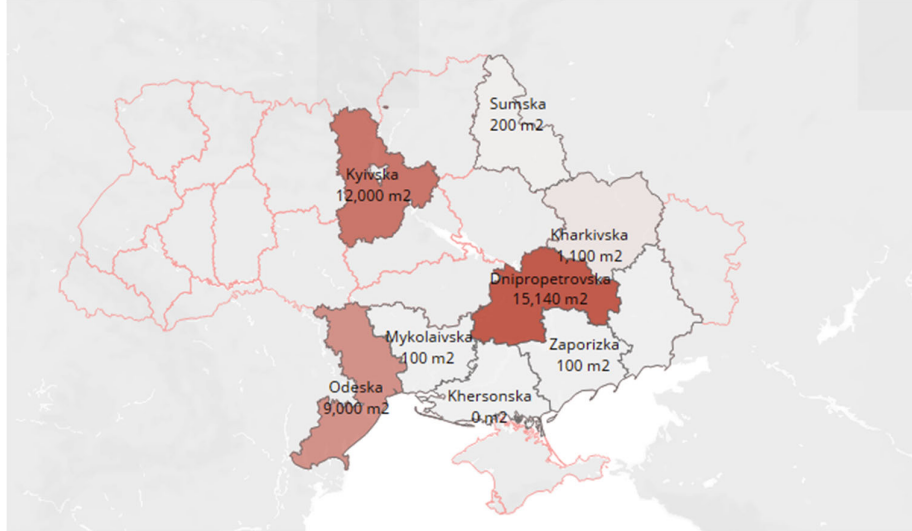 Sumska
200 m2
Kyivska
12,000 m2
Kharkivska
1,100 m2
Dnipropetrovska
15,140 m2
Mykolaivska
100 m2
Zaporizka
100 m2
Odeska
9,000 m2
Khersonska
0 m2